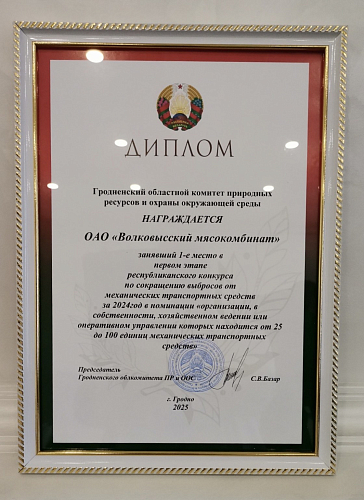 ДИПЛОМ
Гродненский областной комитет природных
ресурсов и охраны окружающей среды
НАГРАЖДАЕТСЯ
ОАО «Волковысский мясокомбинат»
занявший 1-е место в
первом этапе
республиканского конкурса
по сокращению выбросов от
механических транспортных средств
за 2024год в номинации «организации, в
собственности, хозяйственном ведении или
оперативном управлении которых находится от 25
до 100 единиц механических транспортных
средств»
Председатель
Гродненского облкомитета ПР и ООС
С.В.Базар
г. Гродно
2025